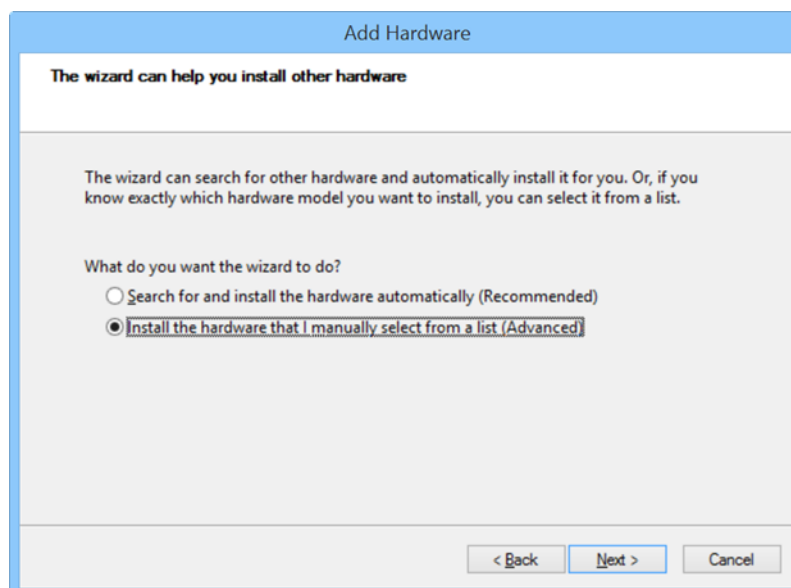 Add Hardware
The wizard can help you install other hardware
The wizard can search for other hardware and automatically install it for you. Or, if you
know exactly which hardware model you want to install, you can select it from a list.
What do you want the wizard to do?
Search for and install the hardware automatically (Recommended)
Install the hardware that I manually select from a list (Advanced)
< Back Next > Cancel